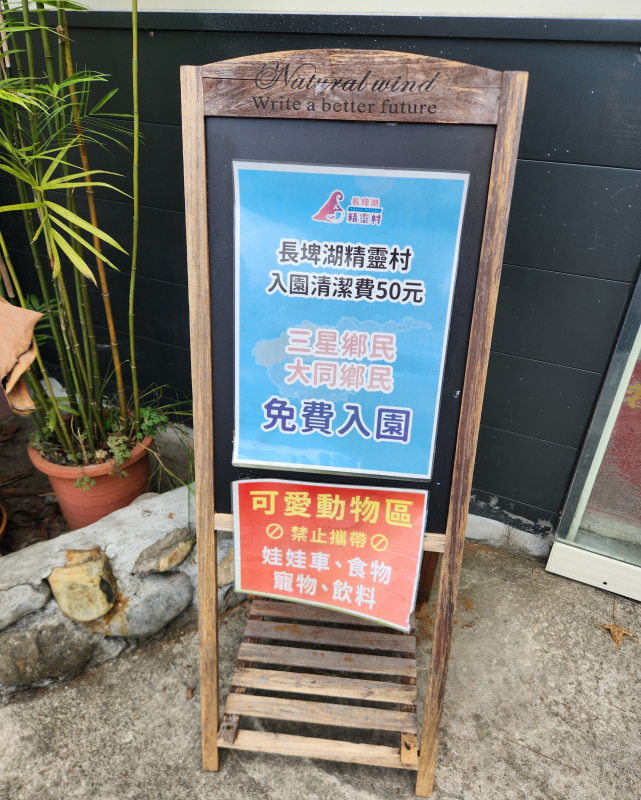 Natural wind
Write a better future
長埤湖
精靈村
長埤湖精靈村
入園清潔費50元
三星鄉民
大同鄉民
免費入園
可愛動物區
禁止攜帶
娃娃車、食物
寵物、飲料